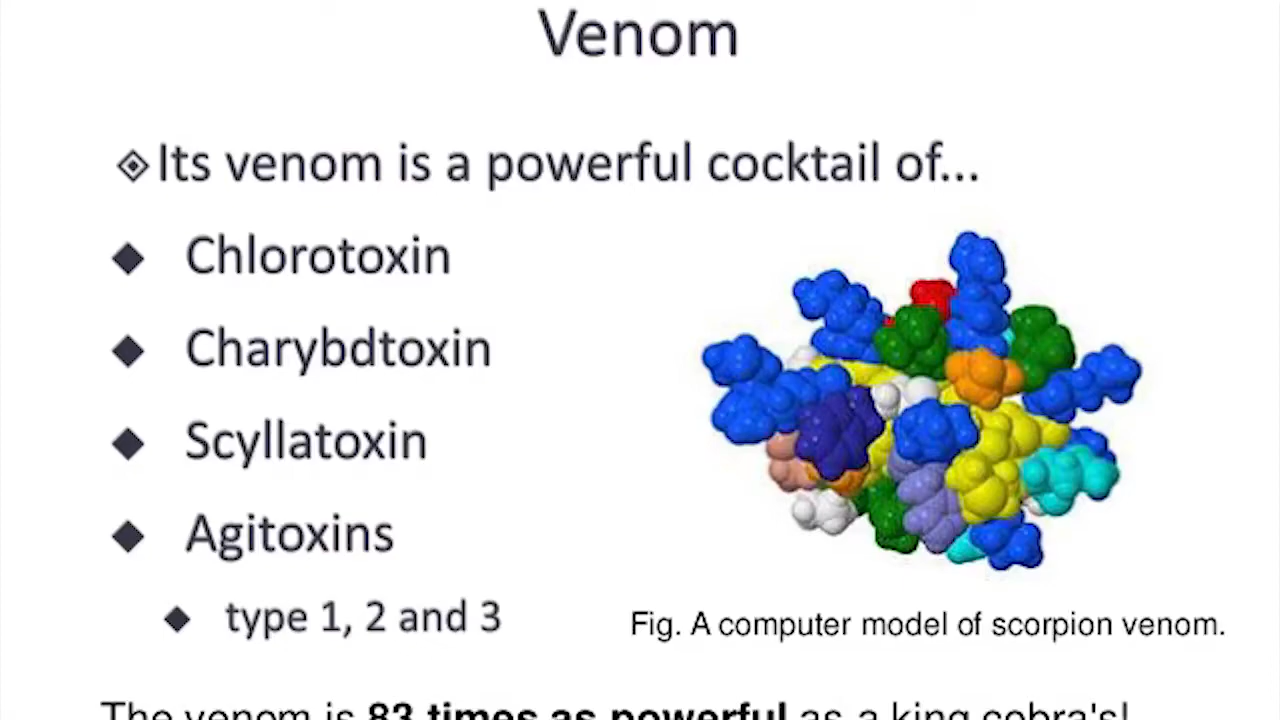 Venom
Its venom is a powerful cocktail of...
Chlorotoxin
Charybdtoxin
Scyllatoxin
Agitoxins
type 1, 2 and 3
Fig. A computer model of scorpion venom.
The venom is 83 times as powerful as a king cobra's!